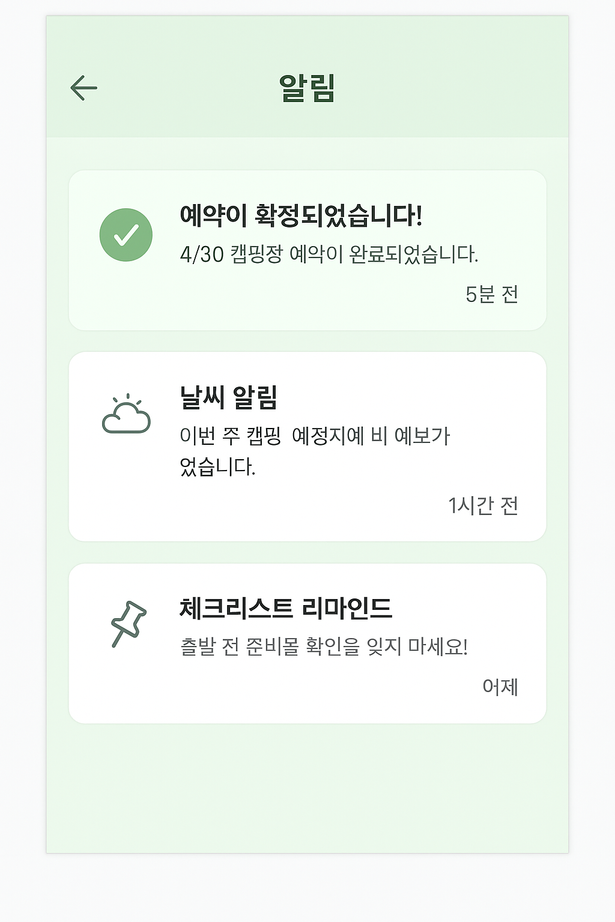 알림
예약이 확정되었습니다!
4/30 캠핑장 예악이 완료되었습니다.
5분 전
날씨 알림
이번 주 캠핑 예정지예 비 예보가
었습니다.
1시간 전
체크리스트 리마인드
출발 전 준비몰 확인을 잊지 마세요!
어제